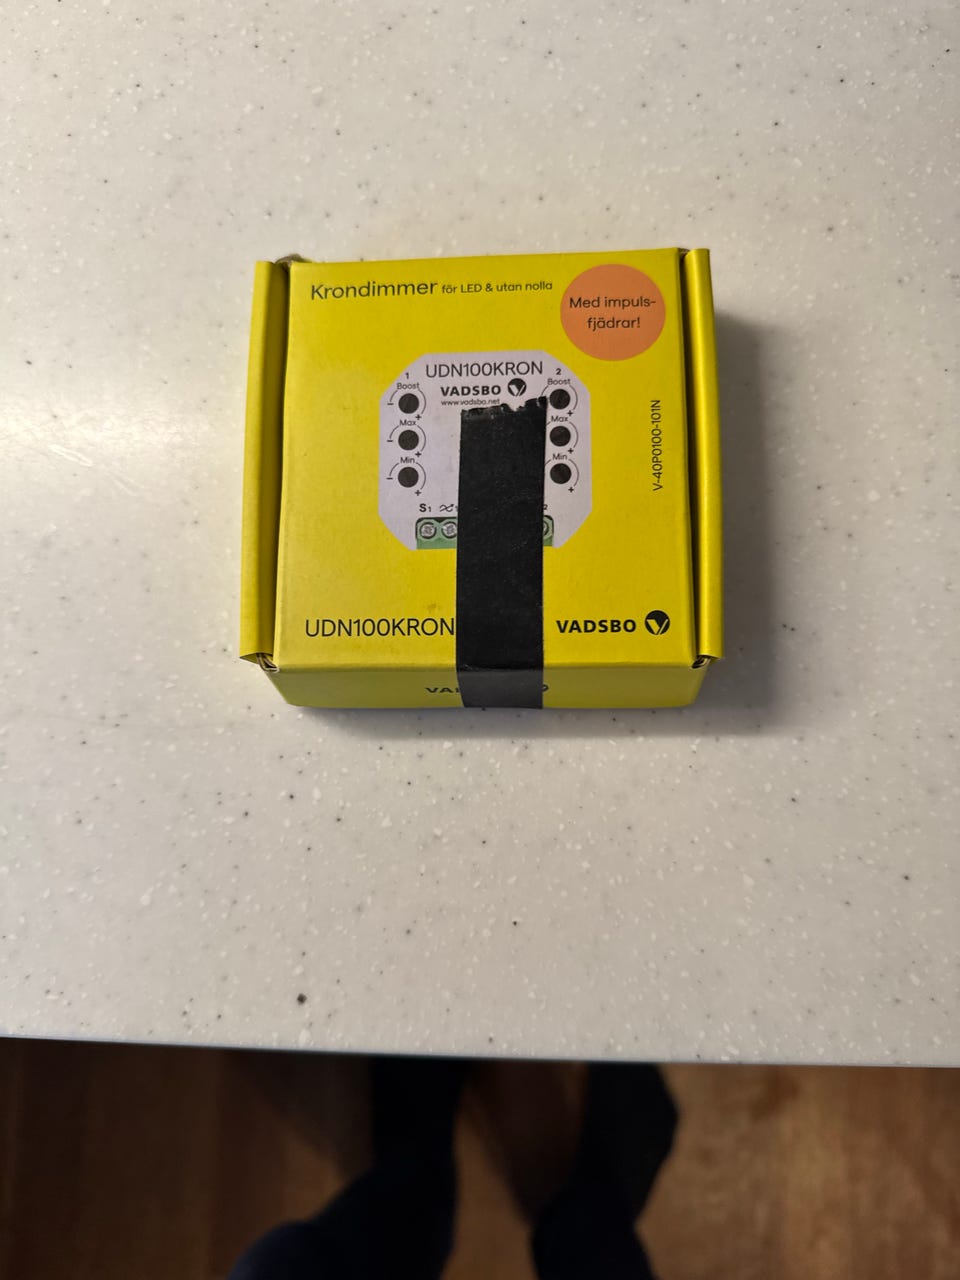 Krondimmer för LED & utan nolla
Med impuls-
fjädrar!
UDN100KRON
VADSBO
www.vadsbo.net
1
Boost
- +
Max
- +
Min
- +
2
Boost
+
Max
+
Min
+
S1
2
V-40P0100-101N
UDN100KRON
VADSBO